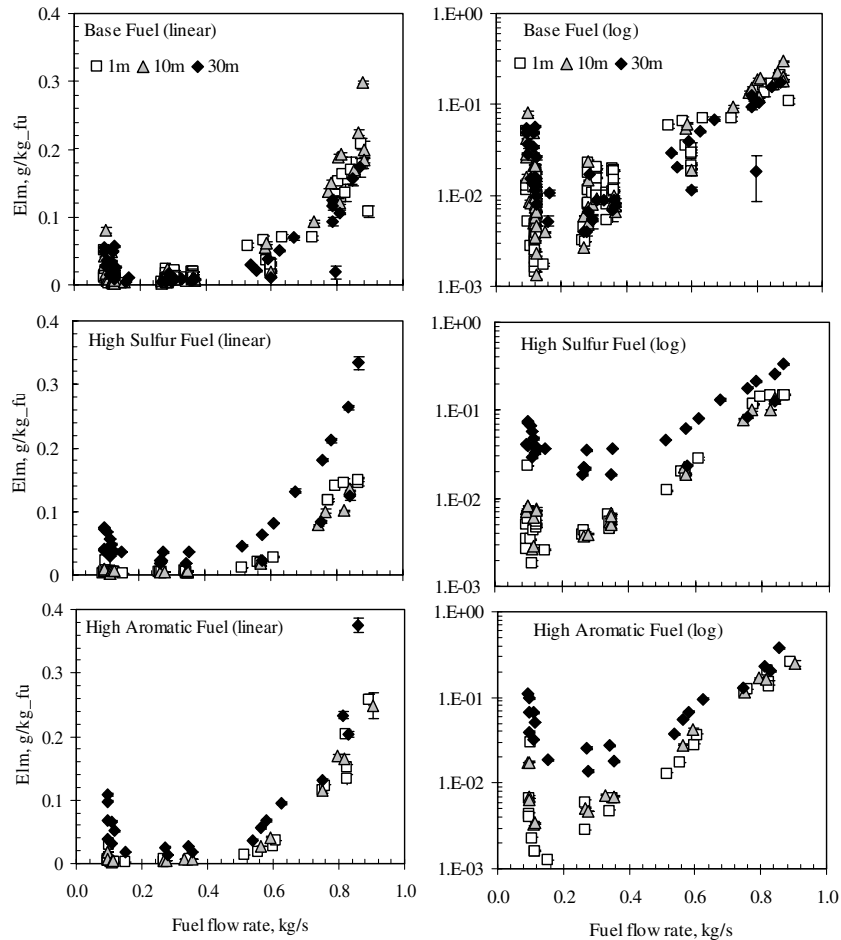 Base Fuel (linear)
1m 10m 30m
0.4
0.3
0.2
0.1
0
EIm, g/kg_fu
Base Fuel (log)
1m 10m 30m
1.E+00
1.E-01
1.E-02
1.E-03
High Sulfur Fuel (linear)
0.4
0.3
0.2
0.1
0
EIm, g/kg_fu
High Sulfur Fuel (log)
1.E+00
1.E-01
1.E-02
1.E-03
High Aromatic Fuel (linear)
0.4
0.3
0.2
0.1
0
EIm, g/kg_fu
0.0 0.2 0.4 0.6 0.8 1.0
Fuel flow rate, kg/s
High Aromatic Fuel (log)
1.E+00
1.E-01
1.E-02
1.E-03
0.0 0.2 0.4 0.6 0.8 1.0
Fuel flow rate, kg/s